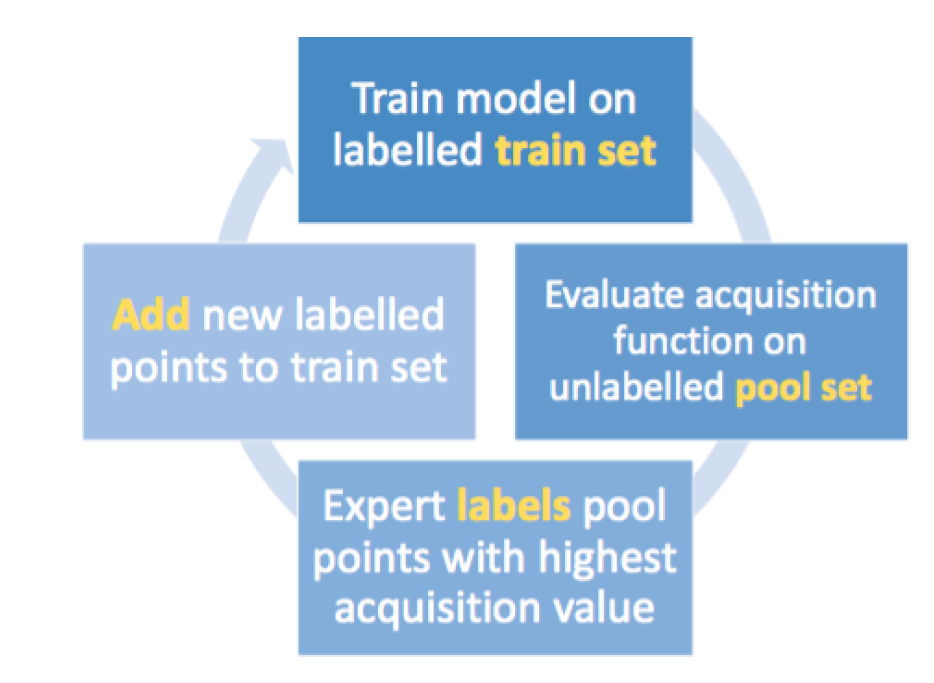 Train model on
labelled train set
Evaluate acquisition
function on
unlabelled pool set
Expert labels pool
points with highest
acquisition value
Add new labelled
points to train set